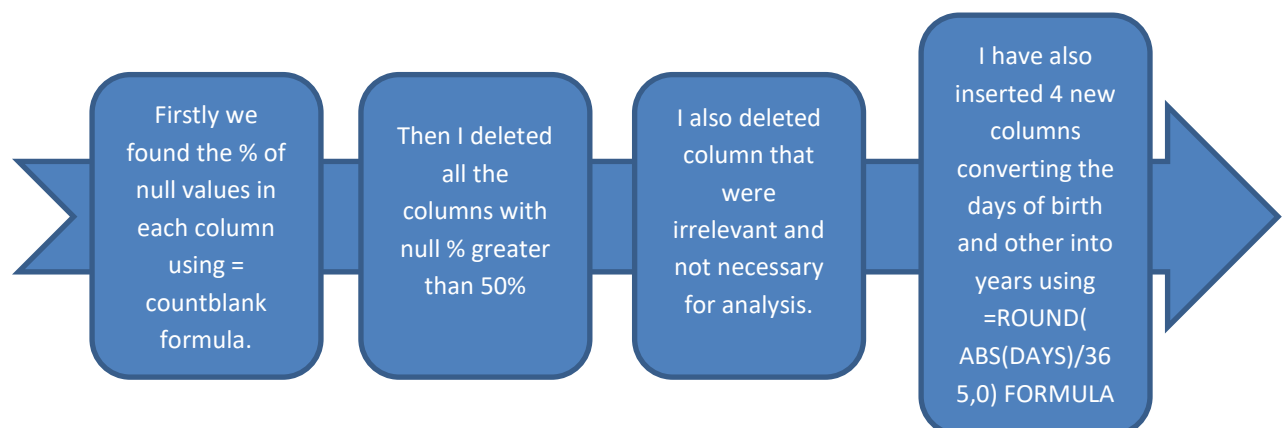 Firstly we
found the % of
null values in
each column
using =
countblank
formula.
Then I deleted
all the
columns with
null % greater
than 50%
I also deleted
column that
were
irrelevant and
not necessary
for analysis.
I have also
inserted 4 new
columns
converting the
days of birth
and other into
years using
=ROUND(
ABS(DAYS)/36
5,0) FORMULA